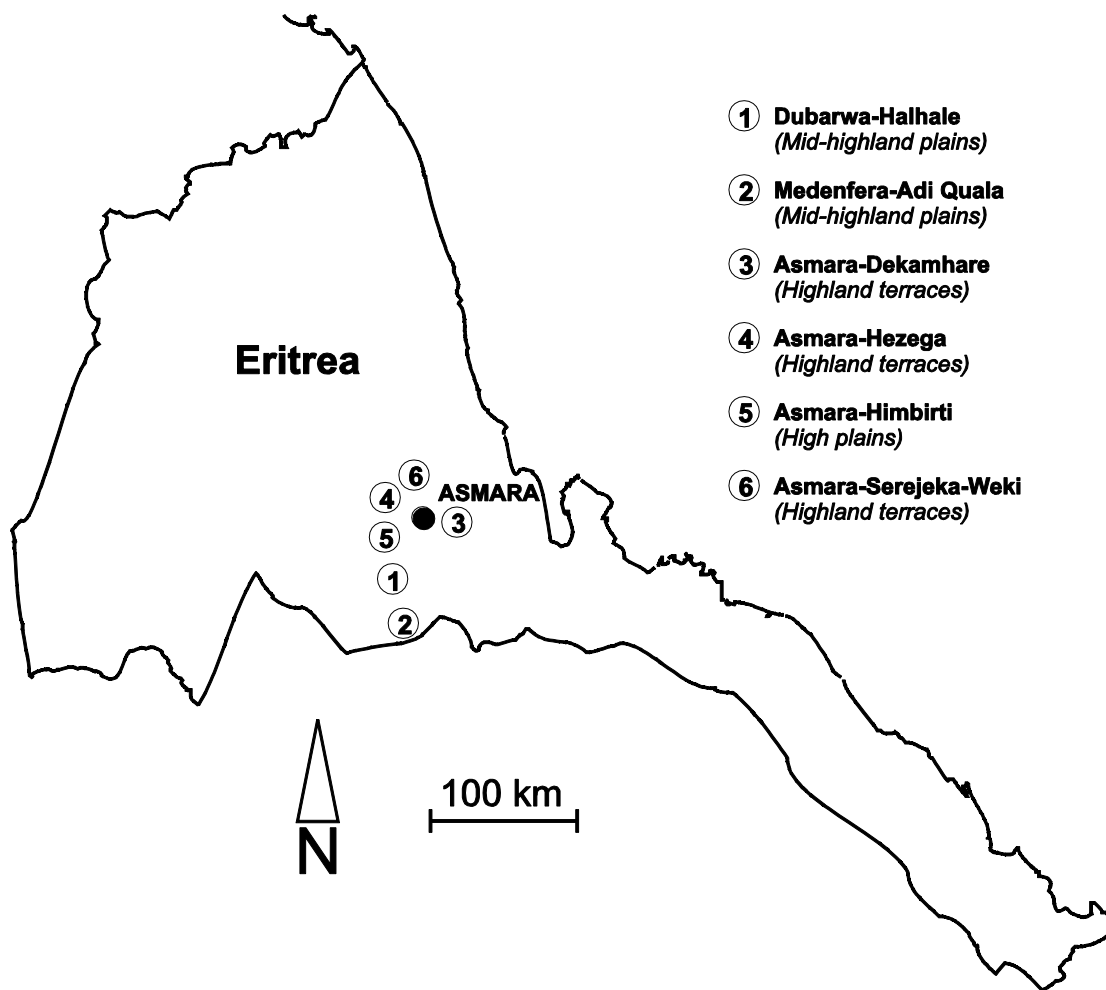 1 Dubarwa-Halhale
(Mid-highland plains)
2 Medenfera-Adi Quala
(Mid-highland plains)
3 Asmara-Dekamhare
(Highland terraces)
4 Asmara-Hezega
(Highland terraces)
5 Asmara-Himbirti
(High plains)
6 Asmara-Serejeka-Weki
(Highland terraces)
Eritrea
6
4 ASMARA
3
5
1
2
100 km
N